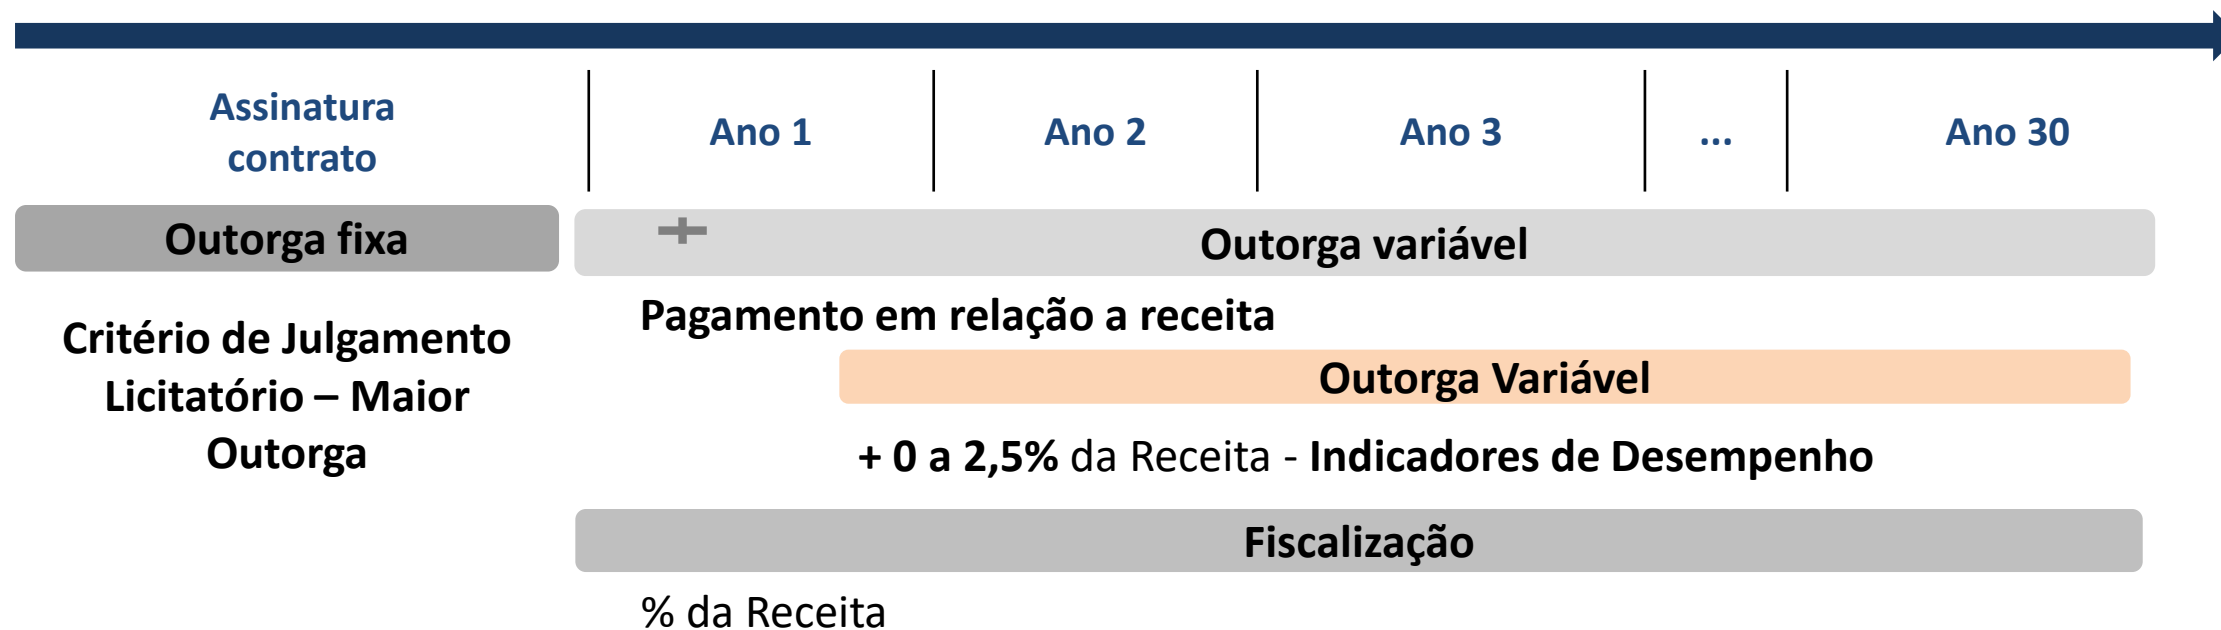 Assinatura
contrato
Ano 1
Ano 2
Ano 3
...
Ano 30
Outorga fixa
+
Outorga variável
Critério de Julgamento
Licitatório – Maior
Outorga
Pagamento em relação a receita
Outorga Variável
+ 0 a 2,5% da Receita - Indicadores de Desempenho
Fiscalização
% da Receita